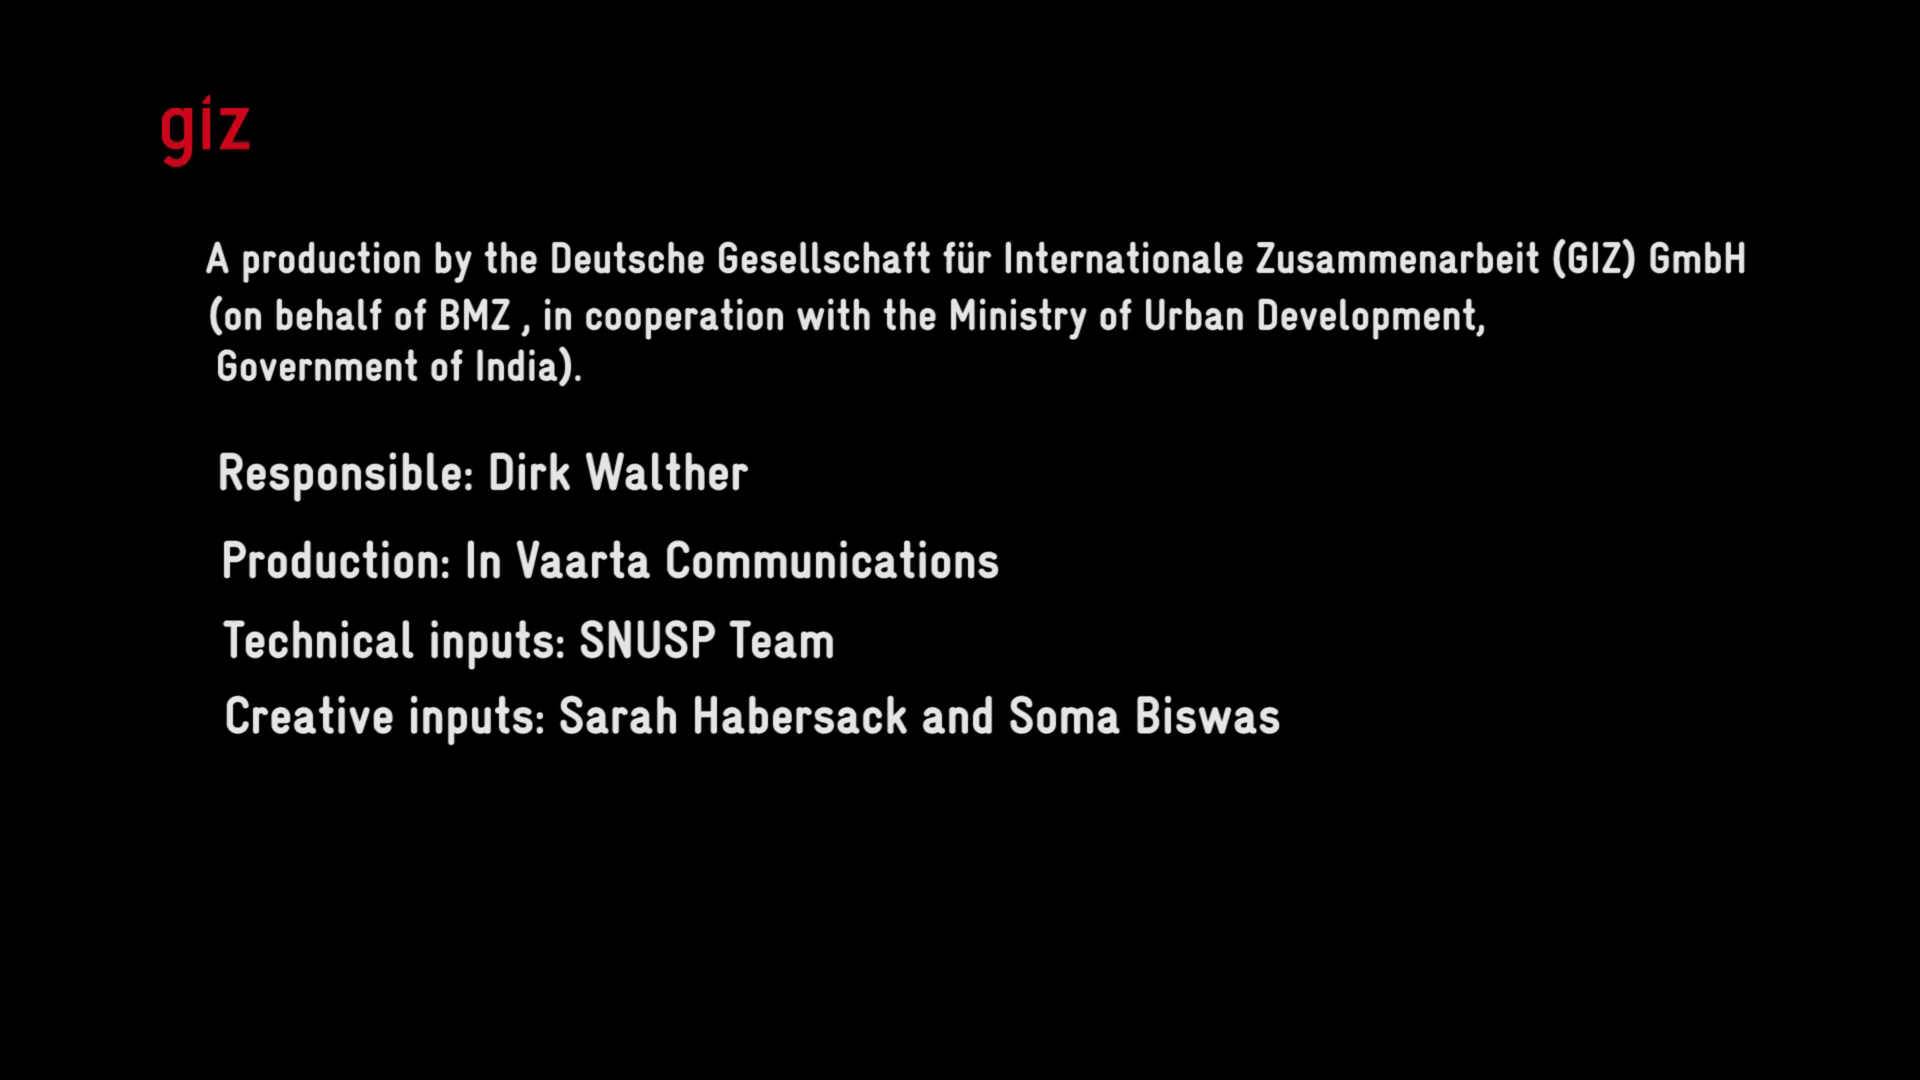 giz
A production by the Deutsche Gesellschaft für Internationale Zusammenarbeit (GIZ) GmbH
(on behalf of BMZ , in cooperation with the Ministry of Urban Development,
Government of India).
Responsible: Dirk Walther
Production: In Vaarta Communications
Technical inputs: SNUSP Team
Creative inputs: Sarah Habersack and Soma Biswas